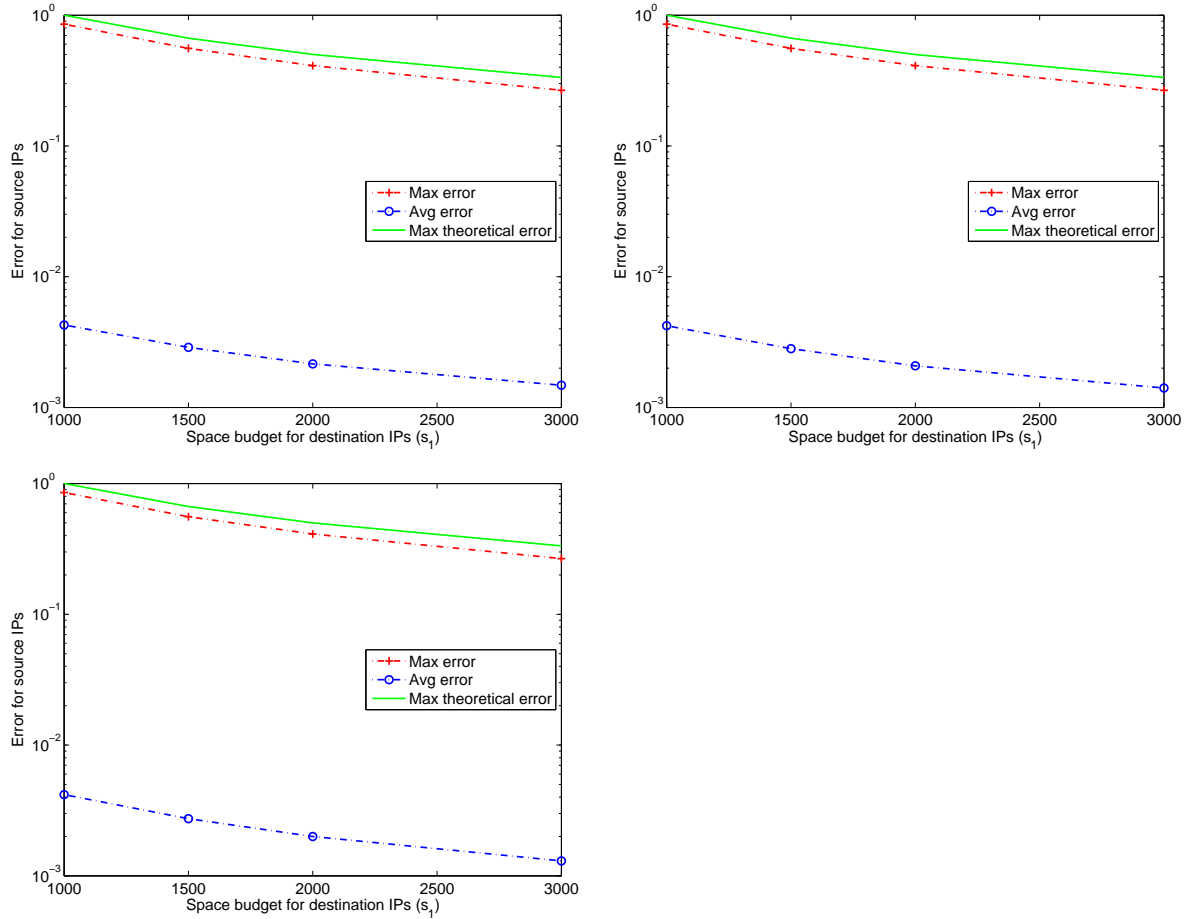 10^0
10^-1
10^-2
10^-3
Error for source IPs
Max error
Avg error
Max theoretical error
1000 1500 2000 2500 3000
Space budget for destination IPs (s_1)
10^0
10^-1
10^-2
10^-3
Error for source IPs
Max error
Avg error
Max theoretical error
1000 1500 2000 2500 3000
Space budget for destination IPs (s_1)
10^0
10^-1
10^-2
10^-3
Error for source IPs
Max error
Avg error
Max theoretical error
1000 1500 2000 2500 3000
Space budget for destination IPs (s_1)